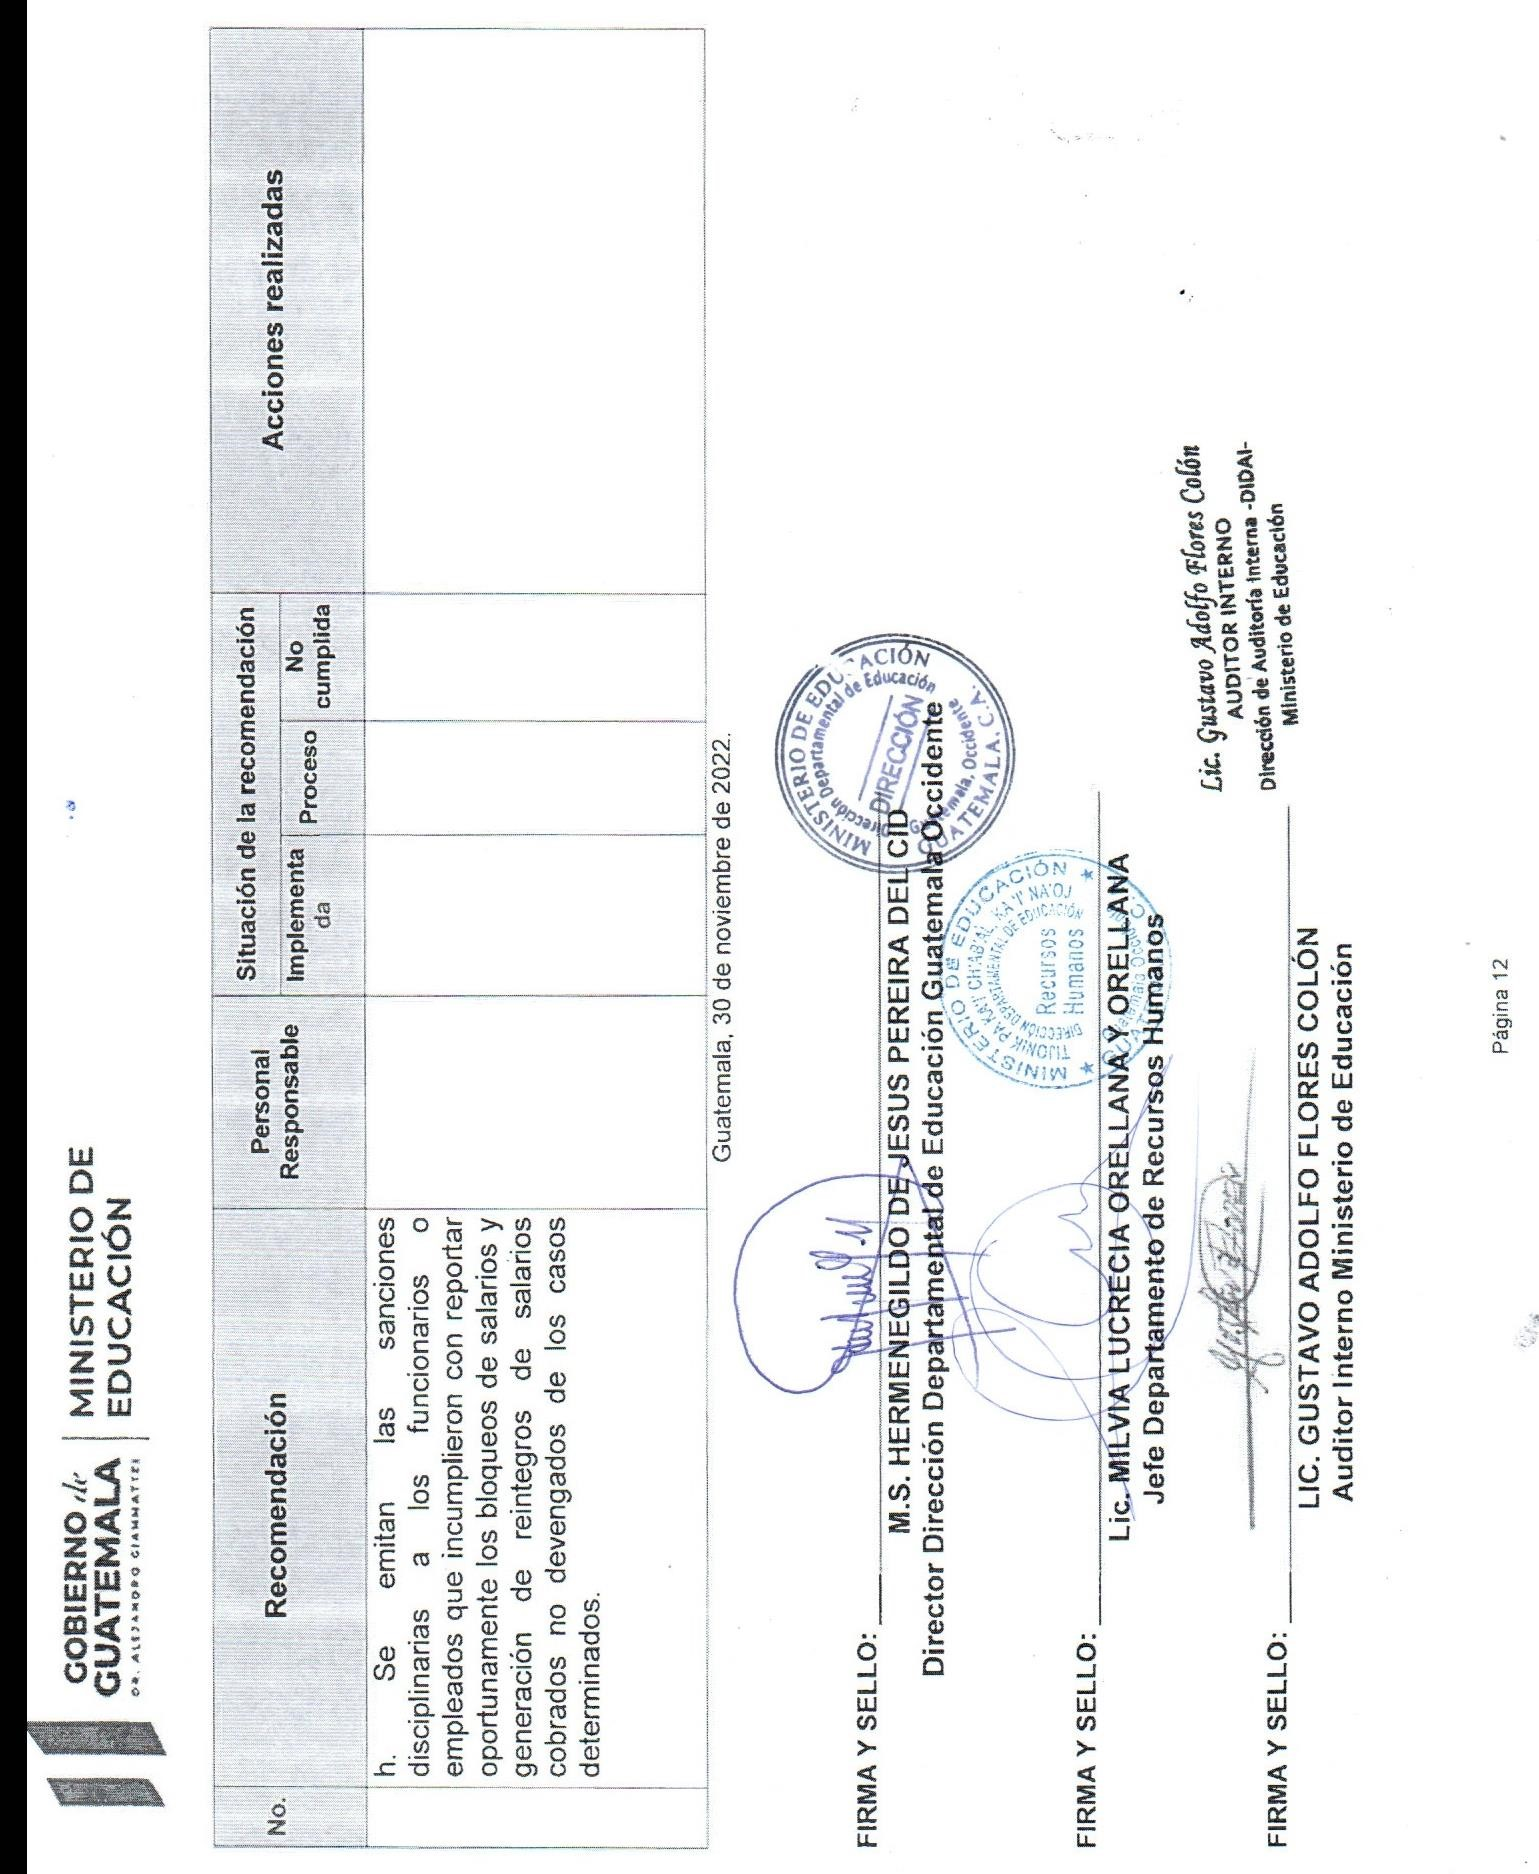 GOBIERNO de
GUATEMALA
DR. ALEJANDRO GIAMMATTEI
MINISTERIO DE
EDUCACIÓN
No.
Recomendación
Personal
Responsable
Situación de la recomendación
Implementa
da
Proceso
No
cumplida
Acciones realizadas
h. Se emitan las sanciones
disciplinarias a los funcionarios o
empleados que incumplieron con reportar
oportunamente los bloqueos de salarios y
generación de reintegros de salarios
cobrados no devengados de los casos
determinados.
Guatemala, 30 de noviembre de 2022.
FIRMA Y SELLO:
M.S. HERMENEGILDO DE JESUS PEREIRA DEL CID
Director Dirección Departamental de Educación Guatemala Occidente
MINISTERIO DE EDUCACIÓN
Dirección Departamental de Educación
DIRECCIÓN
Guatemala, Occidente
GUATEMALA, C.A.
FIRMA Y SELLO:
Lic. MILVIA LUCRECIA ORELLANA Y ORELLANA
Jefe Departamento de Recursos Humanos
MINISTERIO DE EDUCACIÓN
DIRECCIÓN DEPARTAMENTAL DE EDUCACIÓN
Recursos
Humanos
FIRMA Y SELLO:
LIC. GUSTAVO ADOLFO FLORES COLÓN
Auditor Interno Ministerio de Educación
Lic. Gustavo Adolfo Flores Colón
AUDITOR INTERNO
Dirección de Auditoría Interna -DIDAI-
Ministerio de Educación
Página 12